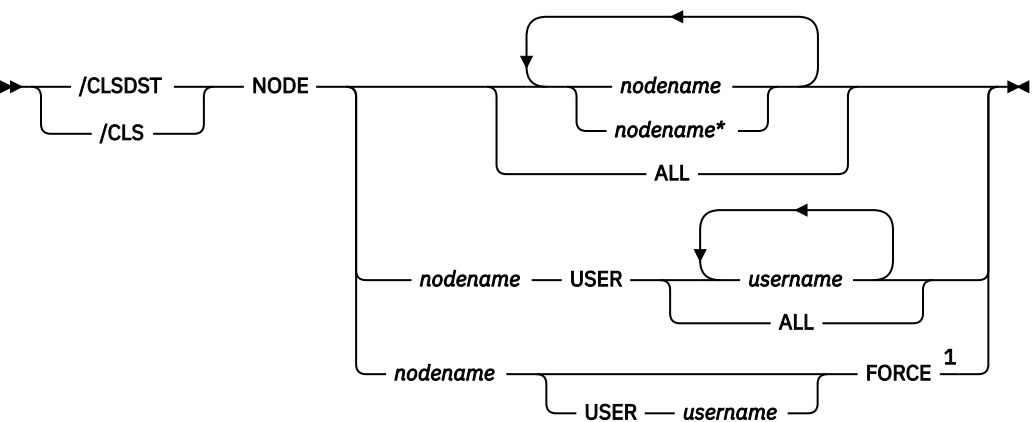 /CLSDST NODE nodename
/CLS nodename*
ALL
nodename USER username
ALL
nodename FORCE 1
USER username